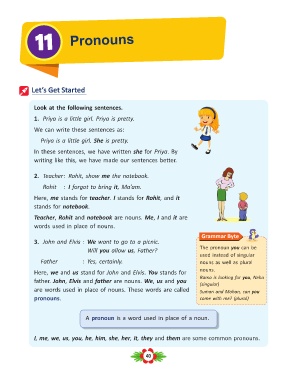 11 Pronouns
Let's Get Started
Look at the following sentences.
1. Priya is a little girl. Priya is pretty.
We can write these sentences as:
Priya is a little girl. She is pretty.
In these sentences, we have written she for Priya. By
writing like this, we have made our sentences better.
2. Teacher: Rohit, show me the notebook.
Rohit : I forgot to bring it, Ma'am.
Here, me stands for teacher. I stands for Rohit, and it
stands for notebook.
Teacher, Rohit and notebook are nouns. Me, I and it are
words used in place of nouns.
3. John and Elvis : We want to go to a picnic.
Will you allow us, Father?
Father : Yes, certainly.
Here, we and us stand for John and Elvis. You stands for
father. John, Elvis and father are nouns. We, us and you
are words used in place of nouns. These words are called
pronouns.
Grammar Byte
The pronoun you can be
used instead of singular
nouns as well as plural
nouns.
Rama is looking for you, Neha
(singular)
Suman and Mohan, can you
come with me? (plural)
A pronoun is a word used in place of a noun.
I, me, we, us, you, he, him, she, her, it, they and them are some common pronouns.
40